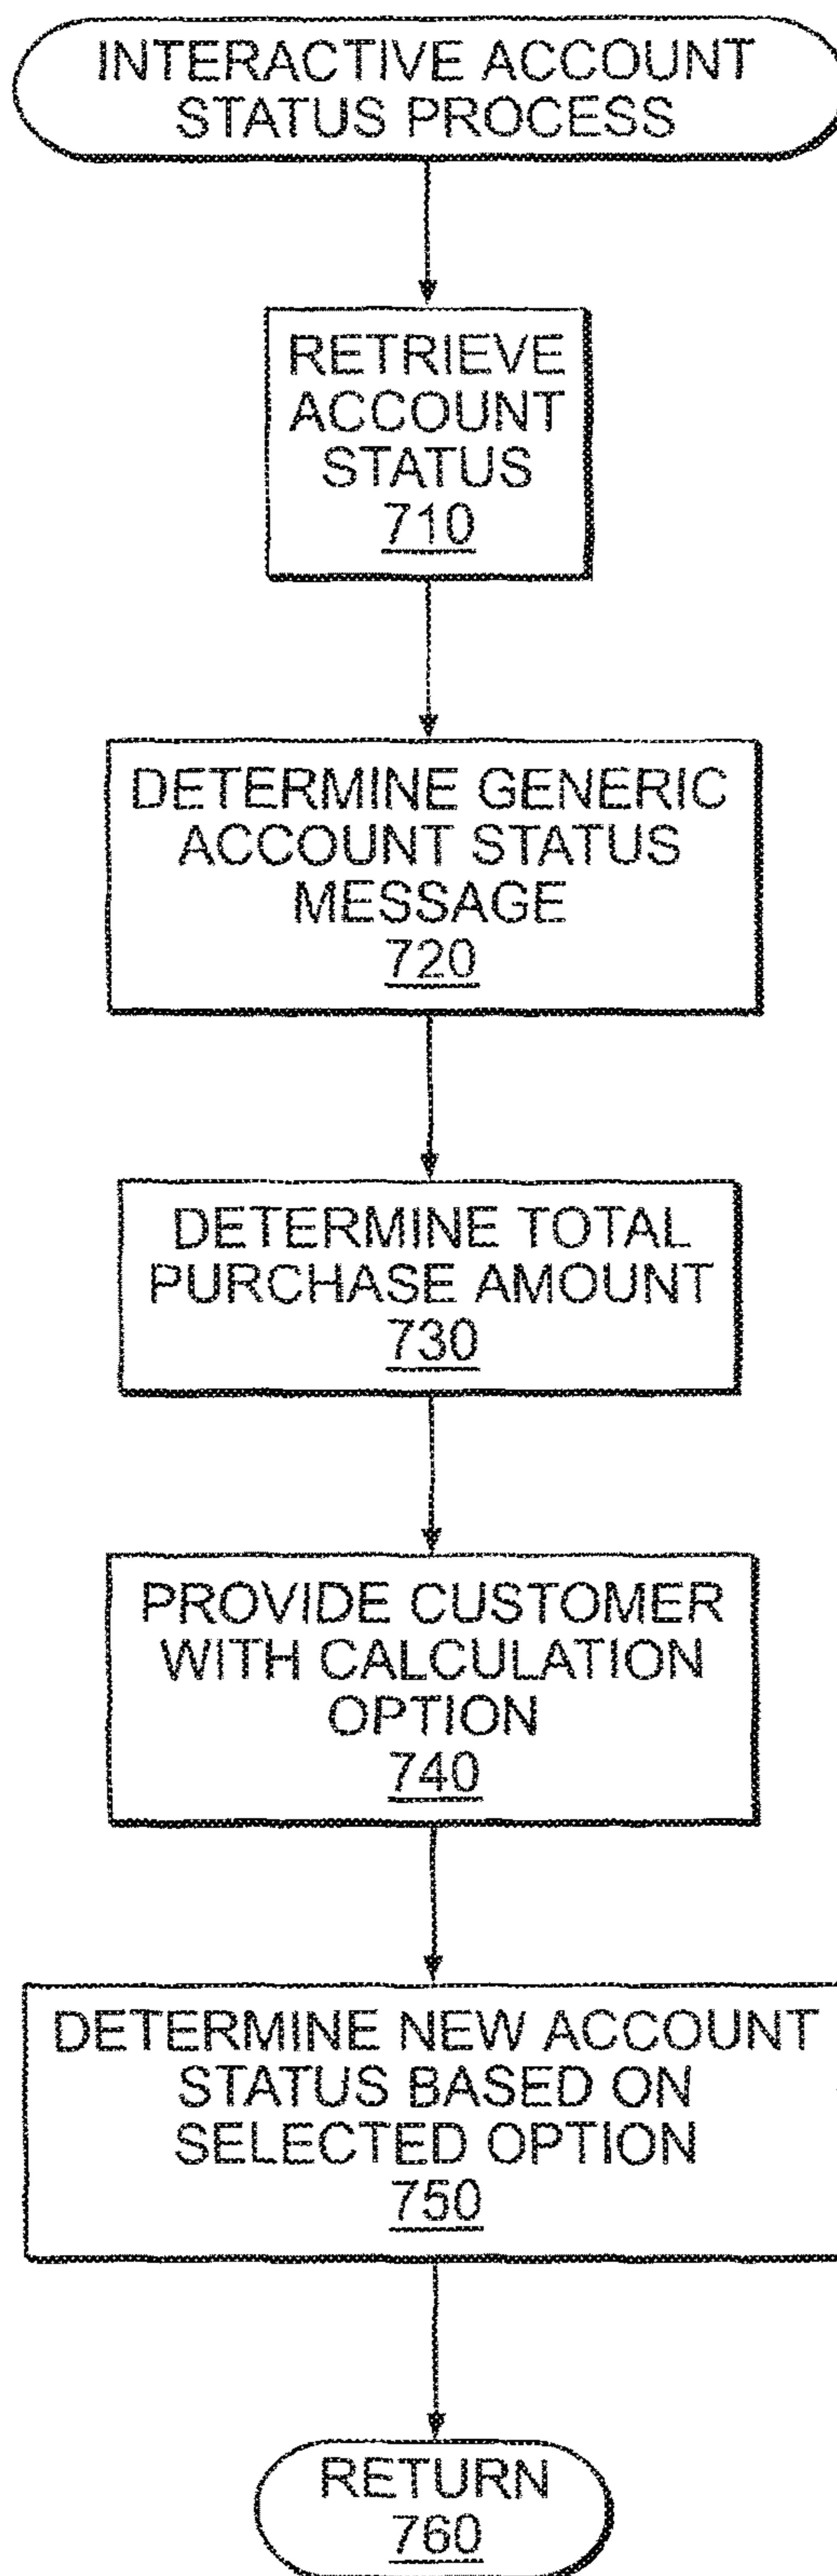 INTERACTIVE ACCOUNT
STATUS PROCESS
RETRIEVE
ACCOUNT
STATUS
710
DETERMINE GENERIC
ACCOUNT STATUS
MESSAGE
720
DETERMINE TOTAL
PURCHASE AMOUNT
730
PROVIDE CUSTOMER
WITH CALCULATION
OPTION
740
DETERMINE NEW ACCOUNT
STATUS BASED ON
SELECTED OPTION
750
RETURN
760